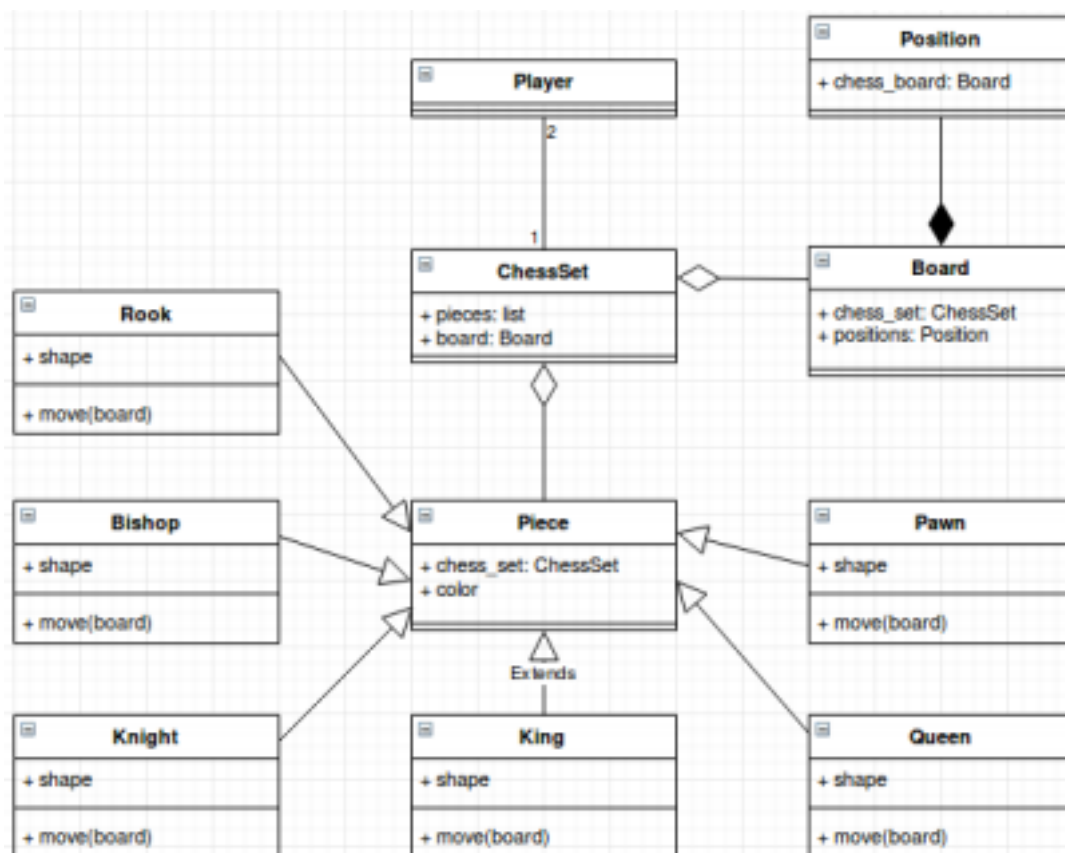 Position
+ chess_board: Board
Player
2
1
ChessSet
+ pieces: list
+ board: Board
Board
+ chess_set: ChessSet
+ positions: Position
Rook
+ shape
+ move(board)
Bishop
+ shape
+ move(board)
Piece
+ chess_set: ChessSet
+ color
Pawn
+ shape
+ move(board)
Extends
Knight
+ shape
+ move(board)
King
+ shape
+ move(board)
Queen
+ shape
+ move(board)